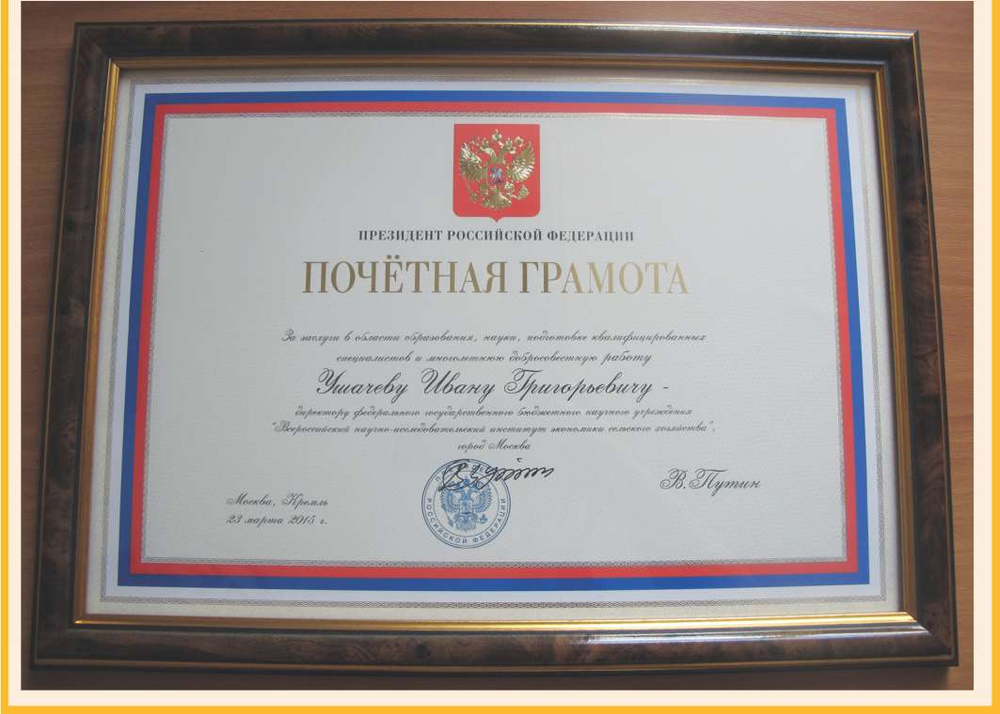 ПРЕЗИДЕНТ РОССИЙСКОЙ ФЕДЕРАЦИИ
ПОЧЁТНАЯ ГРАМОТА
За заслуги в области образования, науки, подготовке квалифицированных
специалистов и многолетнюю добросовестную работу
Ушачеву Ивану Григорьевичу -
директору федерального государственного бюджетного научного учреждения
"Всероссийский научно-исследовательский институт экономики сельского хозяйства",
город Москва
В.Путин
Москва, Кремль
23 марта 2015 г.
РОССИЙСКОЙ ФЕДЕРАЦИИ